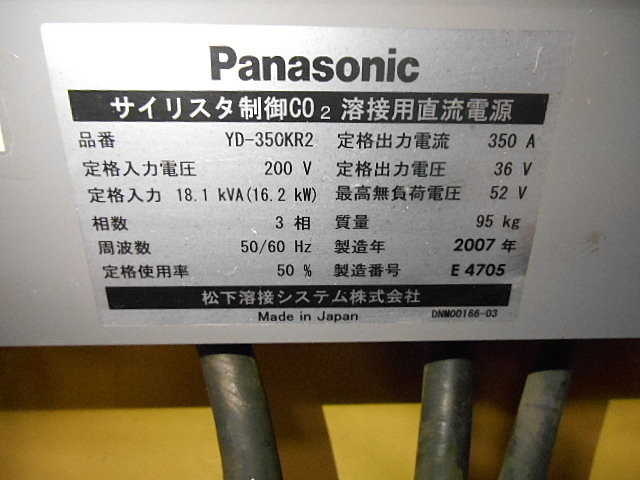 Panasonic
サイリスタ制御CO₂溶接用直流電源
品番 YD-350KR2 定格出力電流 350 A
定格入力電圧 200 V 定格出力電圧 36 V
定格入力 18.1 kVA(16.2 kW) 最高無負荷電圧 52 V
相数 3 相 質量 95 kg
周波数 50/60 Hz 製造年 2007 年
定格使用率 50 % 製造番号 E 4705
松下溶接システム株式会社
Made in Japan DNM00166-03